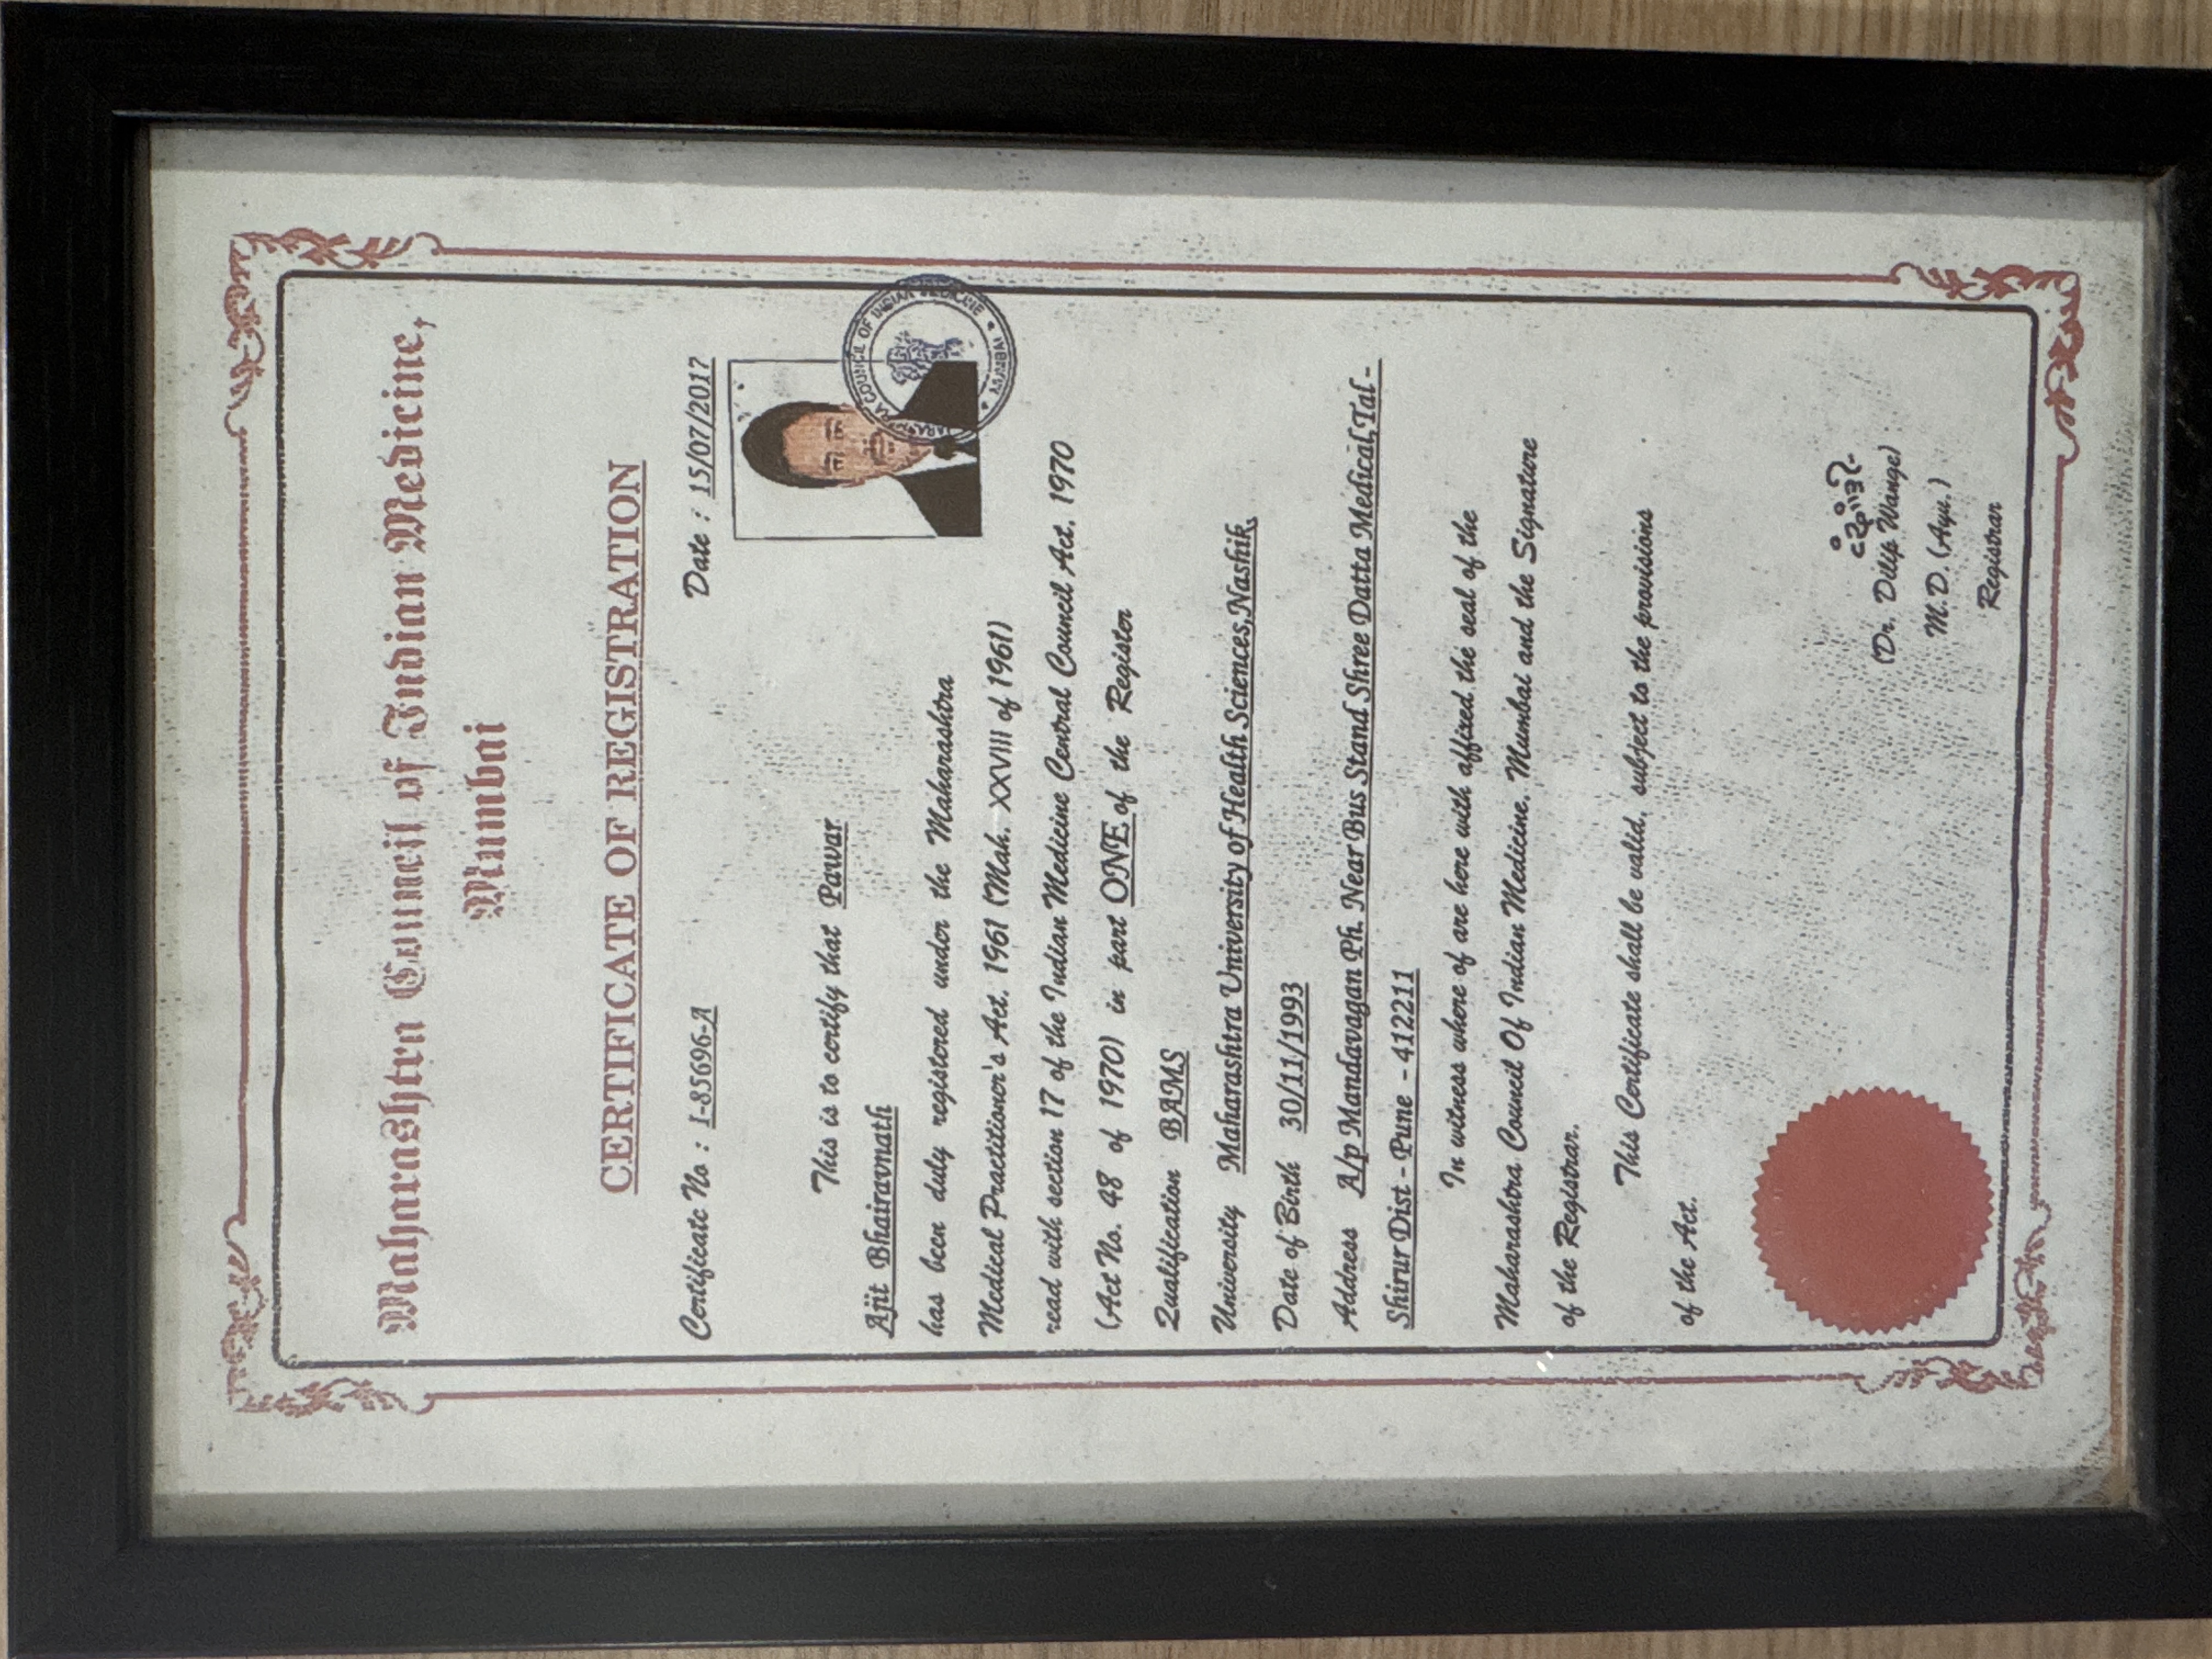 Maharashtra Council of Indian Medicine,
Mumbai
CERTIFICATE OF REGISTRATION
Certificate No : I-85696-A Date : 15/07/2017
COUNCIL OF INDIAN MEDICINE
MUMBAI
This is to certify that Pawar
Ajit Bhairavnath
has been duly registered under the Maharashtra
Medical Practitioner's Act. 1961 (Mah. XXVIII of 1961)
read with section 17 of the Indian Medicine Central Council Act. 1970
(Act No. 48 of 1970) in part ONE of the Register
Qualification BAMS
University Maharashtra University of Health Sciences,Nashik,
Date of Birth 30/11/1993
Address A/p Mandavagan Ph. Near Bus Stand Shree Datta Medical,Tal -
Shirur Dist - Pune - 412211
In witness where of are here with affixed the seal of the
Maharashtra Council Of Indian Medicine, Mumbai and the Signature
of the Registrar.
This Certificate shall be valid, subject to the provisions
of the Act.
(Dr. Dilip Wange)
M.D. (Ayu.)
Registrar